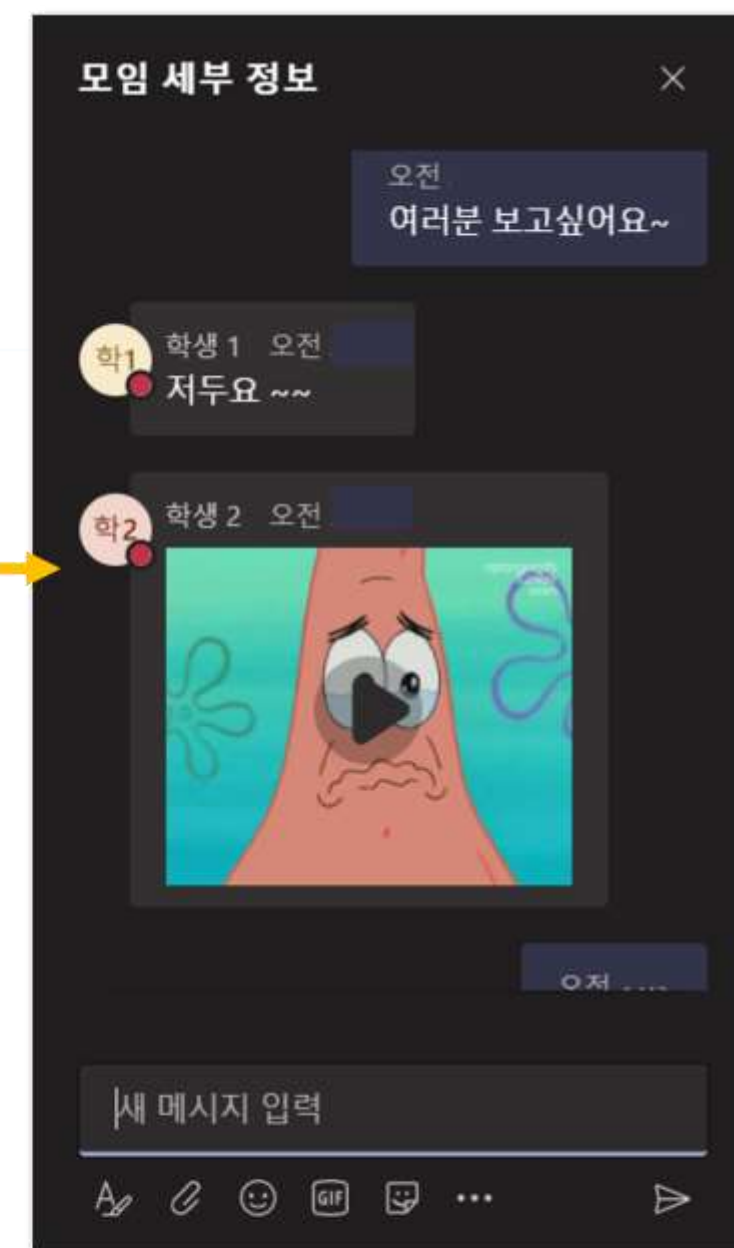 모임 세부 정보
오전
여러분 보고싶어요~
학1
학생 1 오전
저두요 ~~
학2
학생 2 오전
오전
새 메시지 입력
GIF